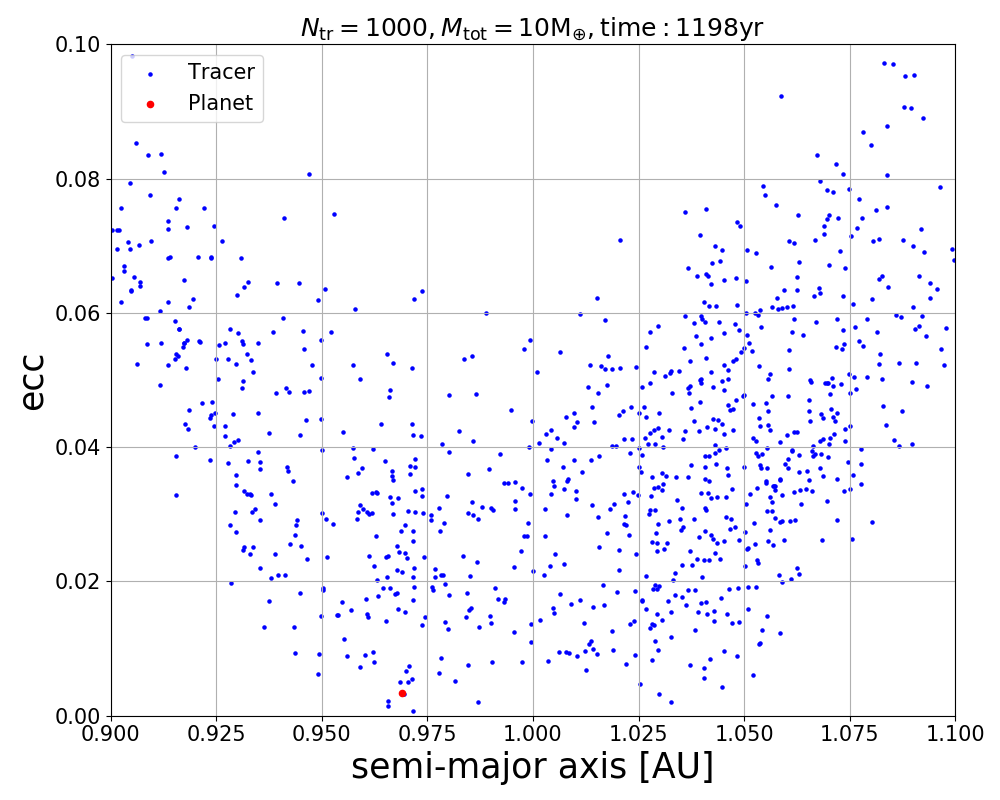 N_tr = 1000, M_tot = 10M_⊕, time : 1198yr
0.10
Tracer
Planet
0.08
0.06
ecc
0.04
0.02
0.00
0.900 0.925 0.950 0.975 1.000 1.025 1.050 1.075 1.100
semi-major axis [AU]